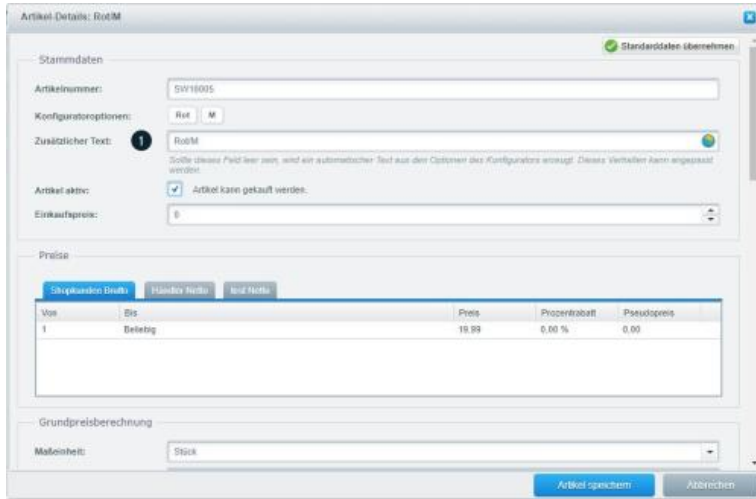 Artikel-Details: Rot/M
Standarddaten übernehmen
Stammdaten
Artikelnummer: SW10005
Konfiguratoroptionen: Rot M
Zusätzlicher Text: 1 Rot/M
Sollte dieses Feld leer sein, wird ein automatischer Text aus den Optionen des Konfigurators erzeugt. Dieses Verhalten kann angepasst
werden.
Artikel aktiv: Artikel kann gekauft werden.
Einkaufspreis: 0
Preise
Shopkunden Brutto Händler Netto test Netto
Von Bis Preis Prozentrabatt Pseudopreis
1 Beliebig 19,99 0,00 % 0,00
Grundpreisberechnung
Maßeinheit: Stück
Artikel speichern Abbrechen